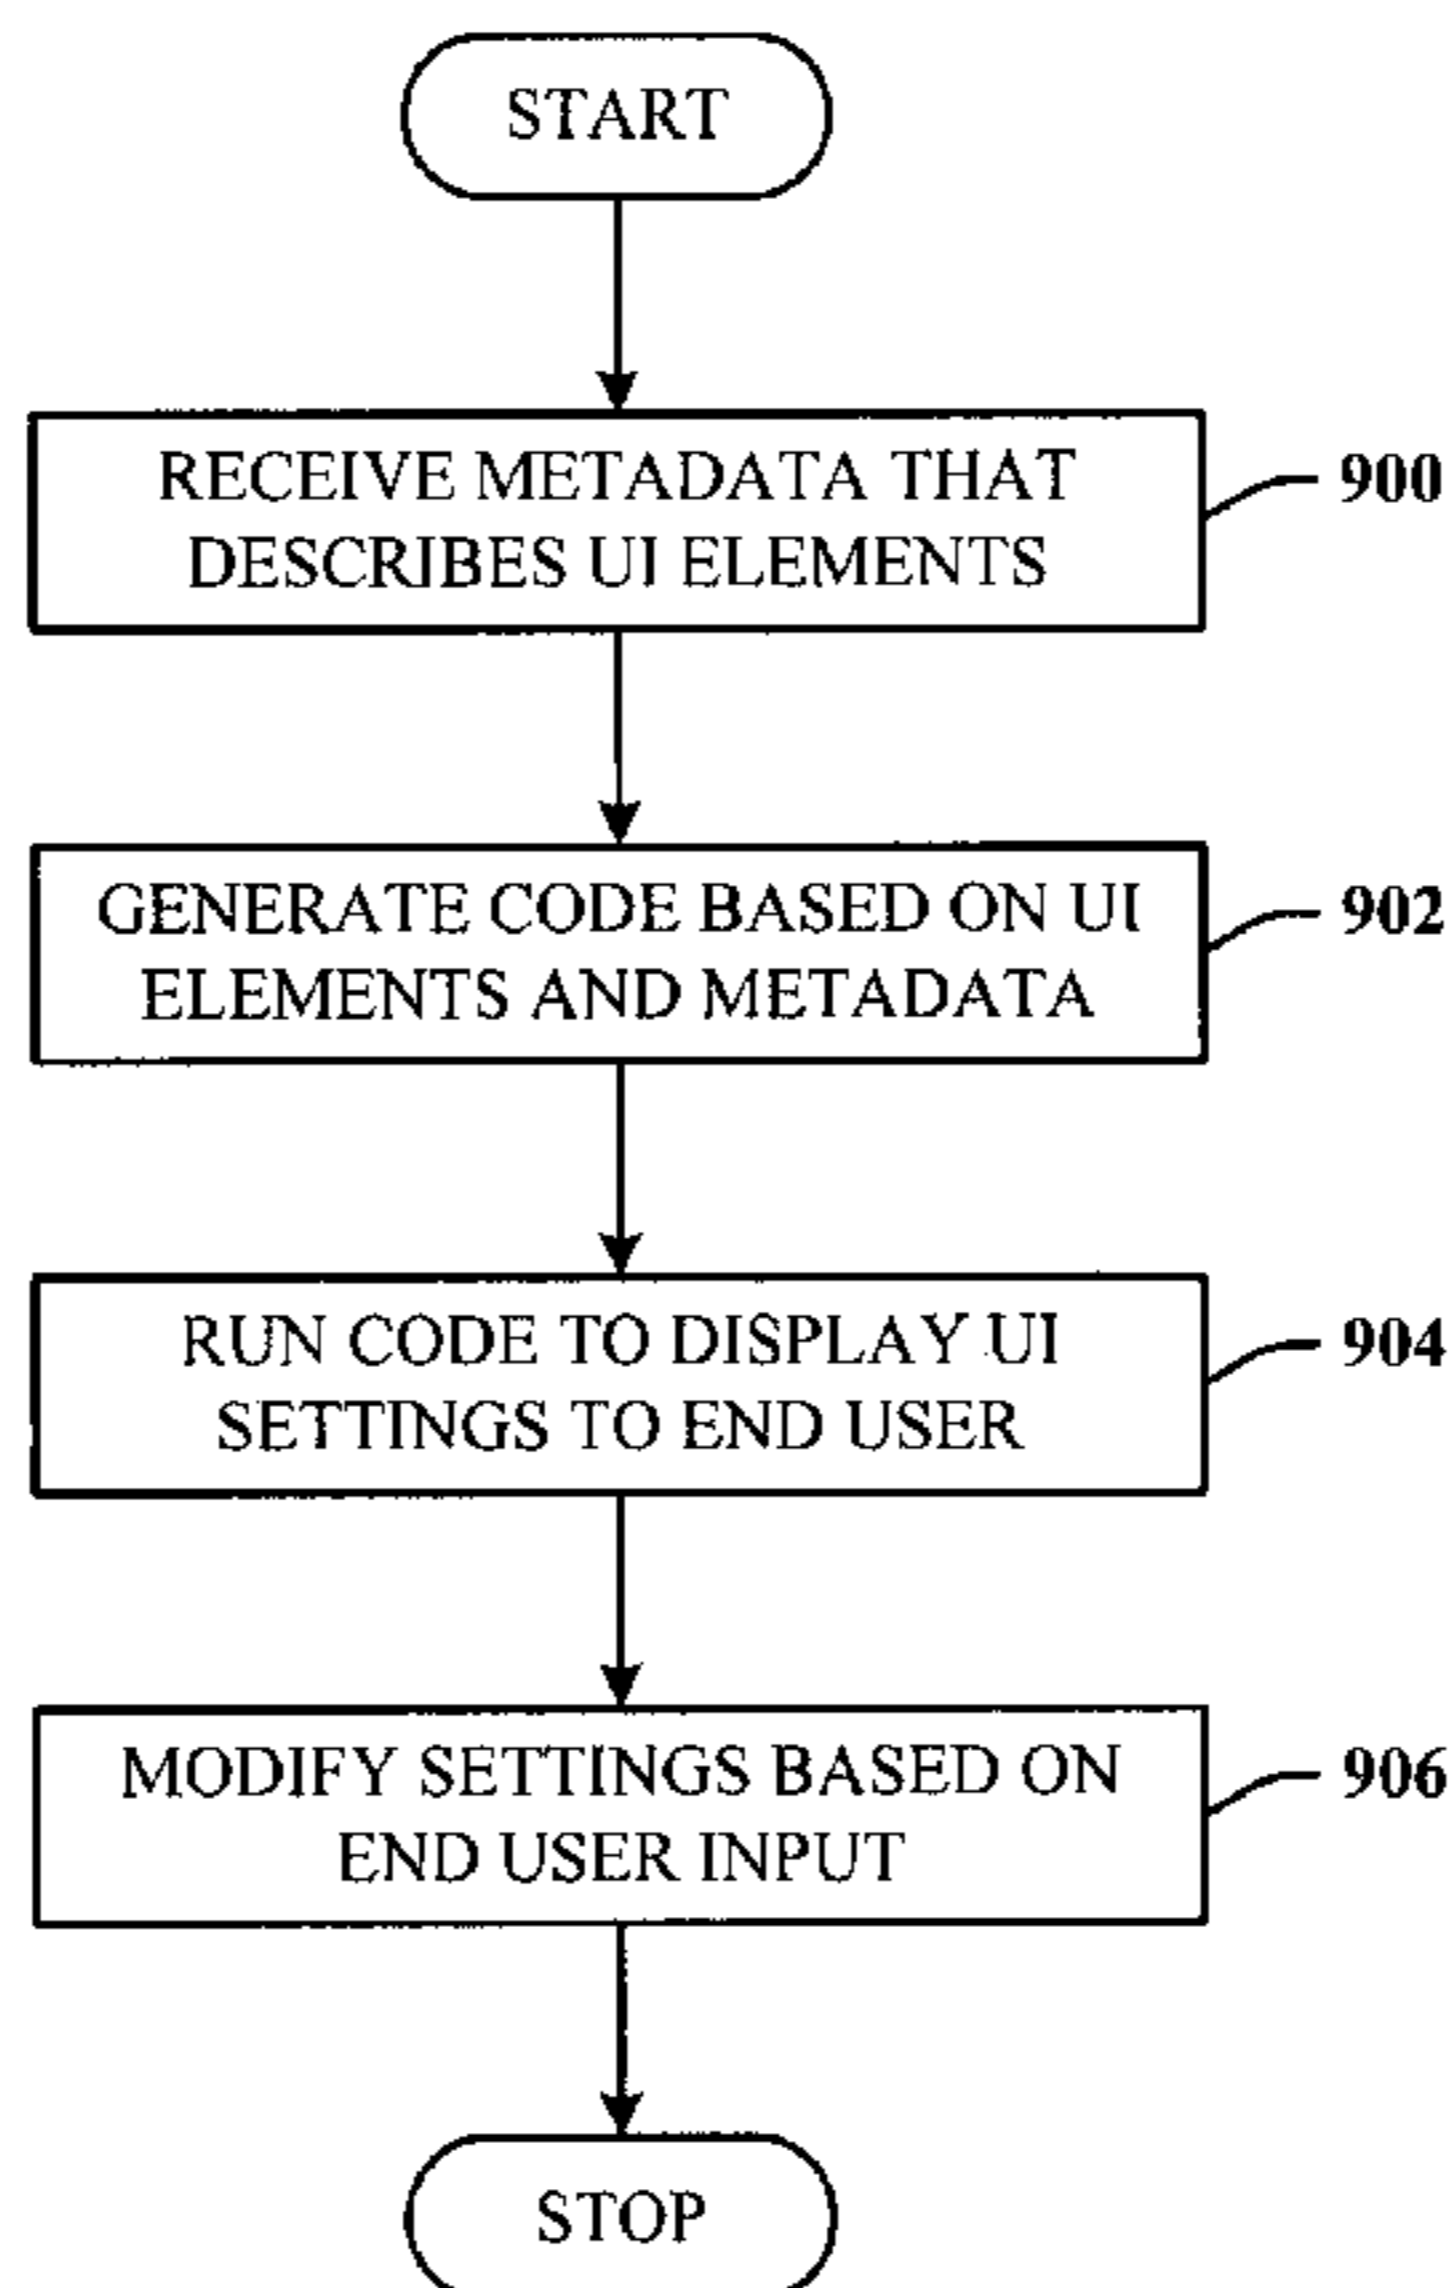 START
RECEIVE METADATA THAT
DESCRIBES UI ELEMENTS
900
GENERATE CODE BASED ON UI
ELEMENTS AND METADATA
902
RUN CODE TO DISPLAY UI
SETTINGS TO END USER
904
MODIFY SETTINGS BASED ON
END USER INPUT
906
STOP